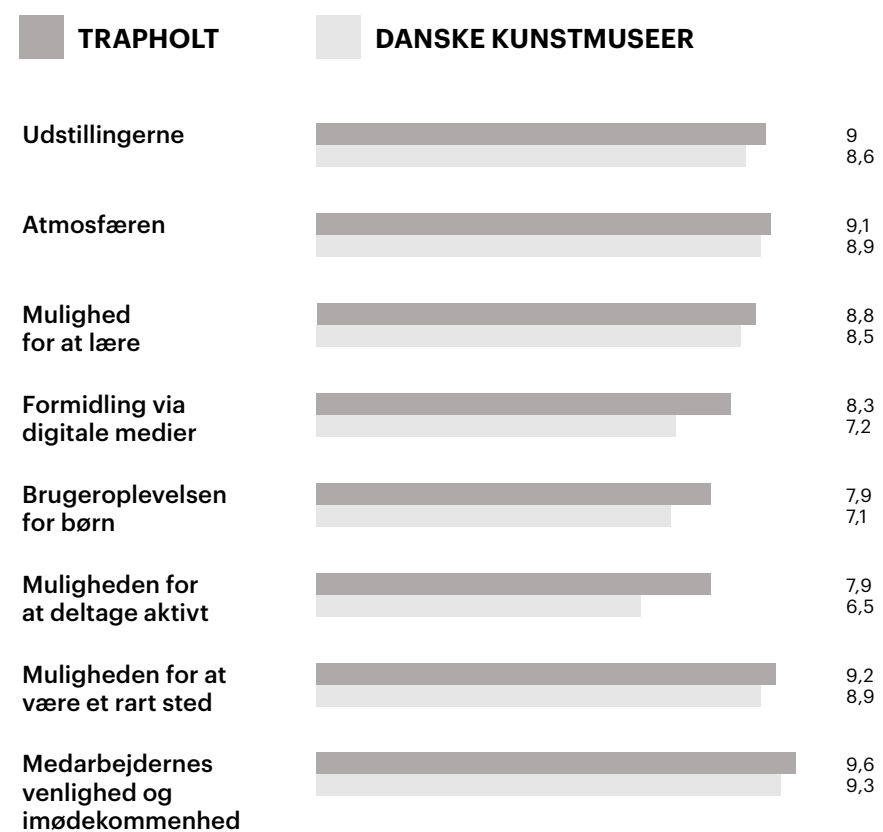 TRAPHOLT
DANSKE KUNSTMUSEER
Udstillingerne
9
8,6
Atmosfæren
9,1
8,9
Mulighed
for at lære
8,8
8,5
Formidling via
digitale medier
8,3
7,2
Brugeroplevelsen
for børn
7,9
7,1
Muligheden for
at deltage aktivt
7,9
6,5
Muligheden for at
være et rart sted
9,2
8,9
Medarbejdernes
venlighed og
imødekommenhed
9,6
9,3